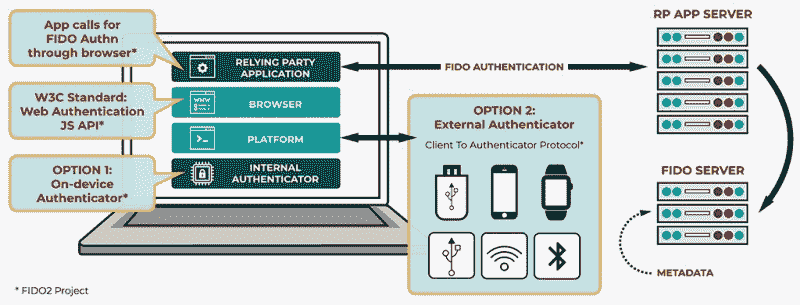 App calls for
FIDO Authn
through browser*
W3C Standard:
Web Authentication
JS API*
OPTION 1:
On-device
Authenticator*
RELYING PARTY
APPLICATION
WWW
BROWSER
PLATFORM
INTERNAL
AUTHENTICATOR
FIDO AUTHENTICATION
OPTION 2:
External Authenticator
Client To Authenticator Protocol*
RP APP SERVER
FIDO SERVER
METADATA
* FIDO2 Project